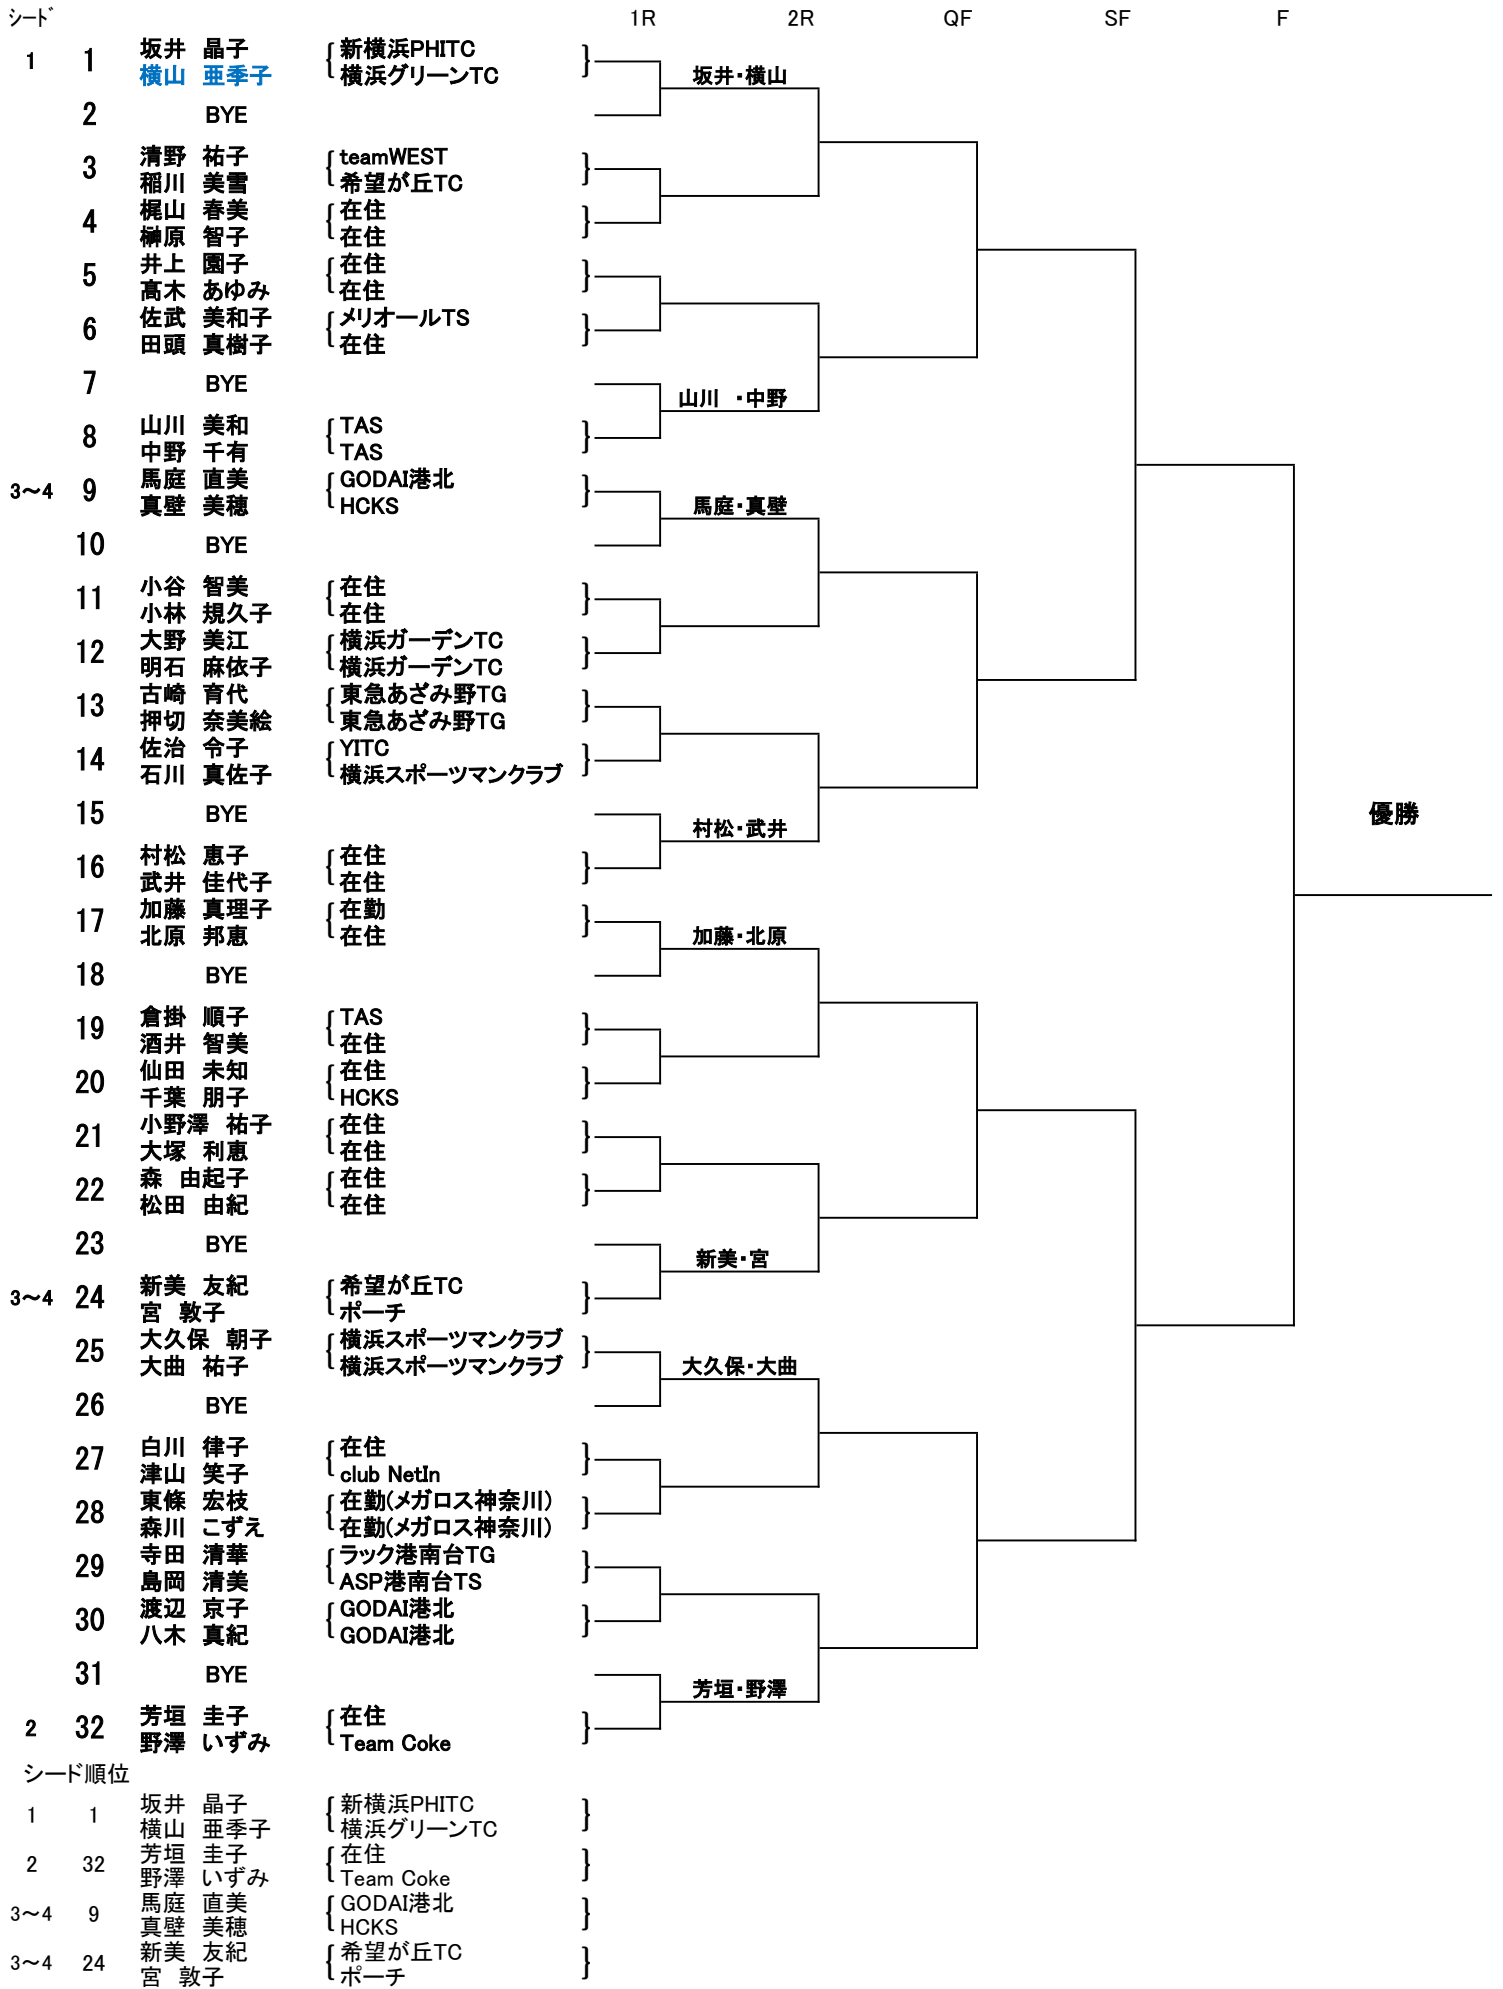 ｼｰﾄﾞ 1R 2R QF SF F
坂井　晶子 新横浜PHITC
1 1 坂井・横山
横山　亜季子 横浜グリーンTC
2 BYE
清野　祐子 teamWEST
3
稲川　美雪 希望が丘TC
梶山　春美 在住
4
榊原　智子 在住
井上　園子 在住
5
髙木　あゆみ 在住
佐武　美和子 メリオールTS
6
田頭　真樹子 在住
7 BYE
山川　・中野
山川　美和 TAS
8
中野　千有 TAS
馬庭　直美 GODAI港北
3～4 9
真壁　美穂 HCKS 馬庭・真壁
10 BYE
小谷　智美 在住
11
小林　規久子 在住
大野　美江 横浜ガーデンTC
12
明石　麻依子 横浜ガーデンTC
古崎　育代 東急あざみ野TG
13
押切　奈美絵 東急あざみ野TG
佐治　令子 YITC
14
石川　真佐子 横浜スポーツマンクラブ
15 BYE 優勝
村松・武井
村松　恵子 在住
16
武井　佳代子 在住
加藤　真理子 在勤
17
北原　邦恵 在住 加藤・北原
18 BYE
倉掛　順子 TAS
19
酒井　智美 在住
仙田　未知 在住
20
千葉　朋子 HCKS
小野澤　祐子 在住
21
大塚　利恵 在住
森　由起子 在住
22
松田　由紀 在住
23 BYE
新美・宮
新美　友紀 希望が丘TC
3～4 24
宮　敦子 ポーチ
大久保　朝子 横浜スポーツマンクラブ
25
大曲　祐子 横浜スポーツマンクラブ 大久保・大曲
26 BYE
白川　律子 在住
27
津山　笑子 club NetIn
東條　宏枝 在勤(メガロス神奈川）
28
森川　こずえ 在勤(メガロス神奈川）
寺田　清華 ラック港南台TG
29
島岡　清美 ASP港南台TS
渡辺　京子 GODAI港北
30
八木　真紀 GODAI港北
31 BYE
芳垣・野澤
芳垣　圭子 在住
2 32
野澤　いずみ Team Coke
シード順位
坂井　晶子 新横浜PHITC
1 1
横山　亜季子 横浜グリーンTC
芳垣　圭子 在住
2 32
野澤　いずみ Team Coke
馬庭　直美 GODAI港北
3～4 9
真壁　美穂 HCKS
新美　友紀 希望が丘TC
3～4 24
宮　敦子 ポーチ